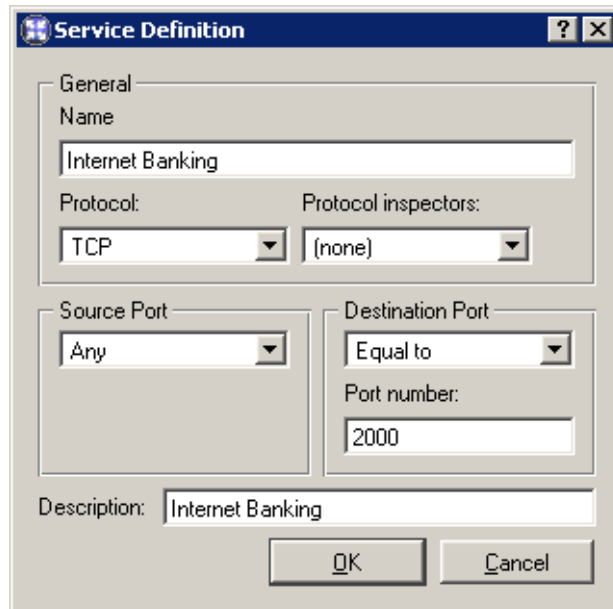 Service Definition
General
Name
Internet Banking
Protocol: Protocol inspectors:
TCP (none)
Source Port Destination Port
Any Equal to
Port number:
2000
Description: Internet Banking
OK Cancel